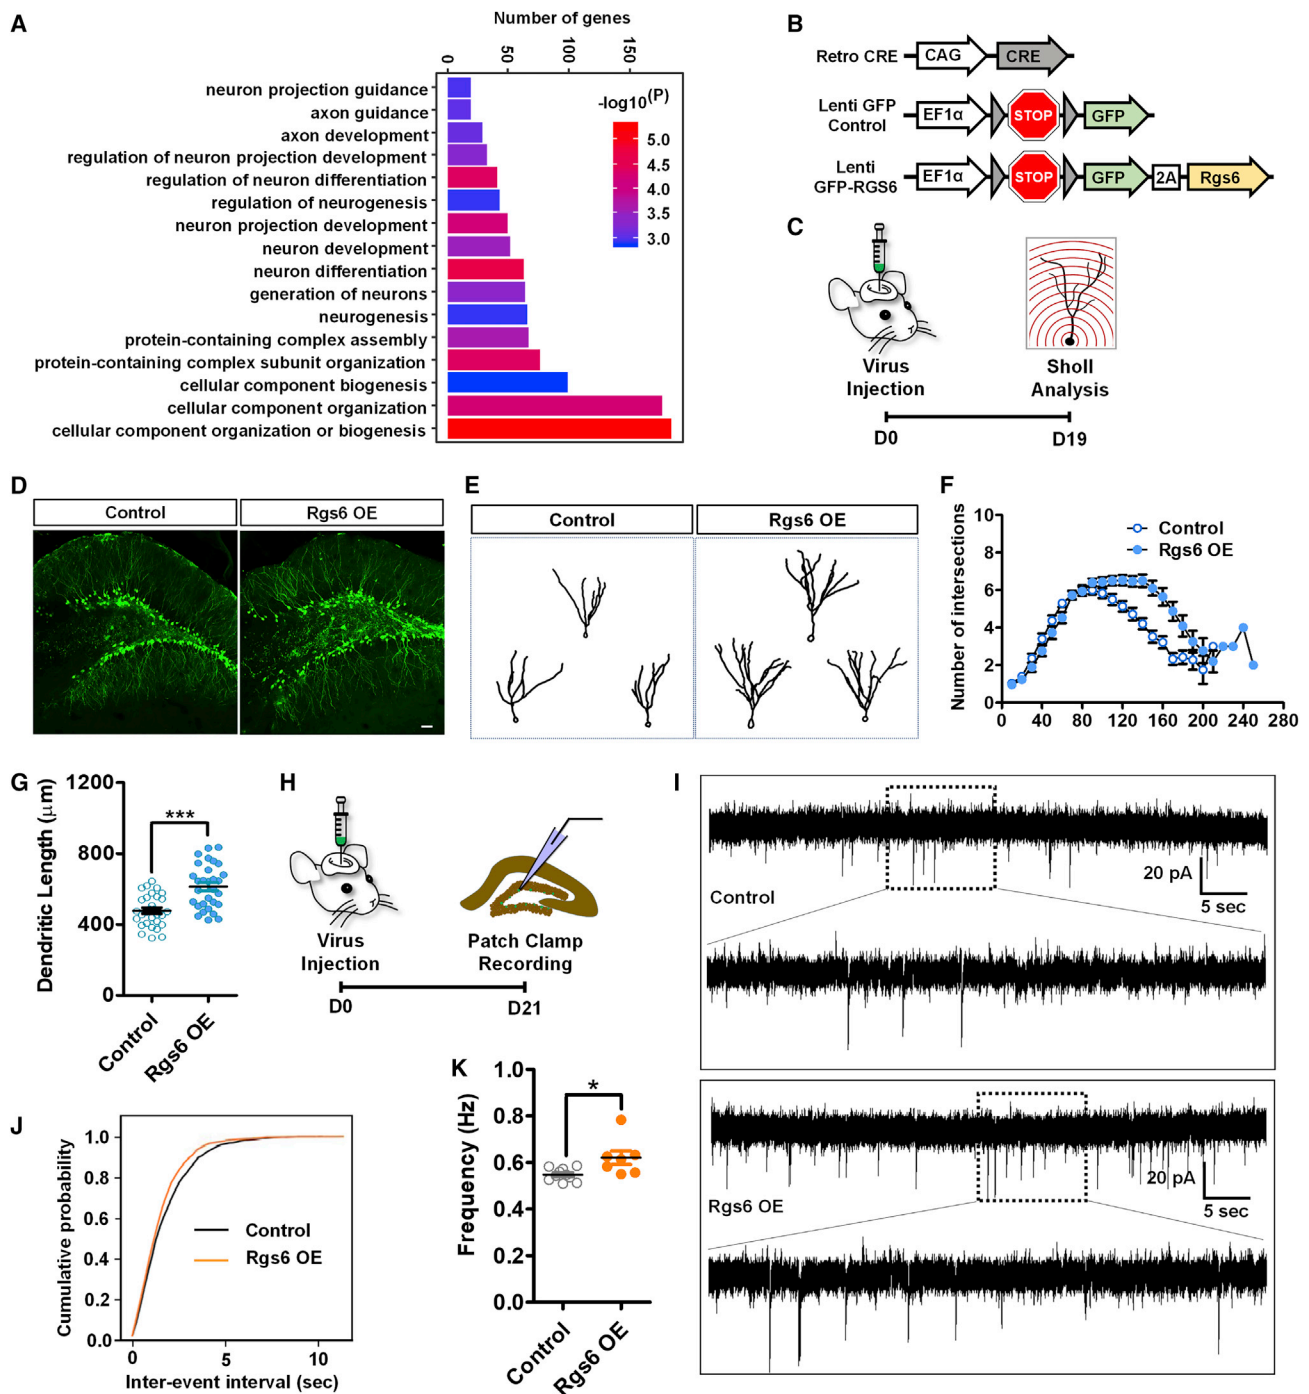 A
Number of genes
0
50
100
150
neuron projection guidance
axon guidance
axon development
regulation of neuron projection development
regulation of neuron differentiation
regulation of neurogenesis
neuron projection development
neuron development
neuron differentiation
generation of neurons
neurogenesis
protein-containing complex assembly
protein-containing complex subunit organization
cellular component biogenesis
cellular component organization
cellular component organization or biogenesis
-log10(P)
5.0
4.5
4.0
3.5
3.0
B
Retro CRE
CAG
CRE
Lenti GFP
Control
EF1α
STOP
GFP
Lenti
GFP-RGS6
EF1α
STOP
GFP
2A
Rgs6
C
Virus
Injection
Sholl
Analysis
D0
D19
D
Control
Rgs6 OE
E
Control
Rgs6 OE
F
Number of intersections
10
8
6
4
2
0
Control
Rgs6 OE
0
40
80
120
160
200
240
280
G
Dendritic Length (μm)
1200
800
400
0
***
Control
Rgs6 OE
H
Virus
Injection
Patch Clamp
Recording
D0
D21
I
Control
20 pA
5 sec
Rgs6 OE
20 pA
5 sec
J
Cumulative probability
1.0
0.8
0.6
0.4
0.2
0.0
Control
Rgs6 OE
0
5
10
Inter-event interval (sec)
K
Frequency (Hz)
1.0
0.8
0.6
0.4
0.2
0.0
*
Control
Rgs6 OE